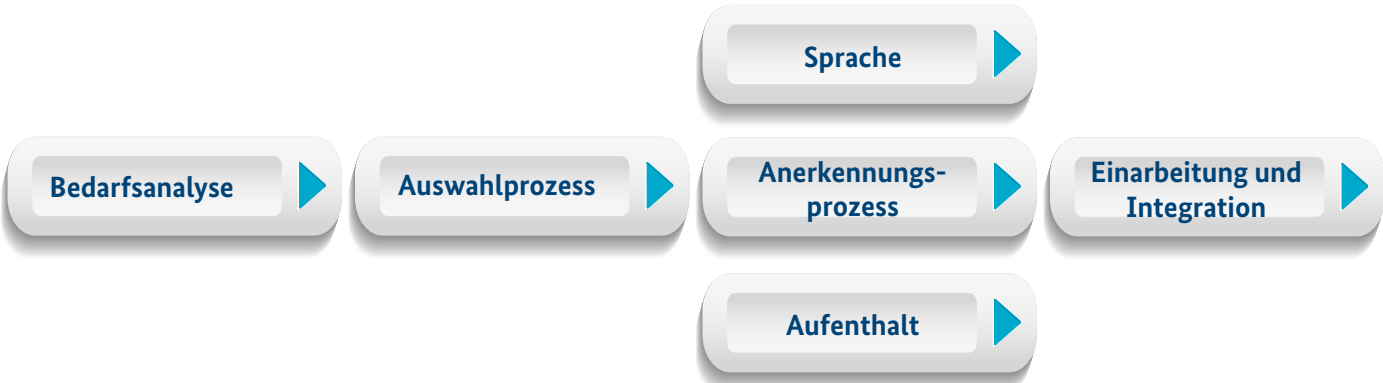 Bedarfsanalyse
Auswahlprozess
Sprache
Anerkennungs-
prozess
Aufenthalt
Einarbeitung und
Integration